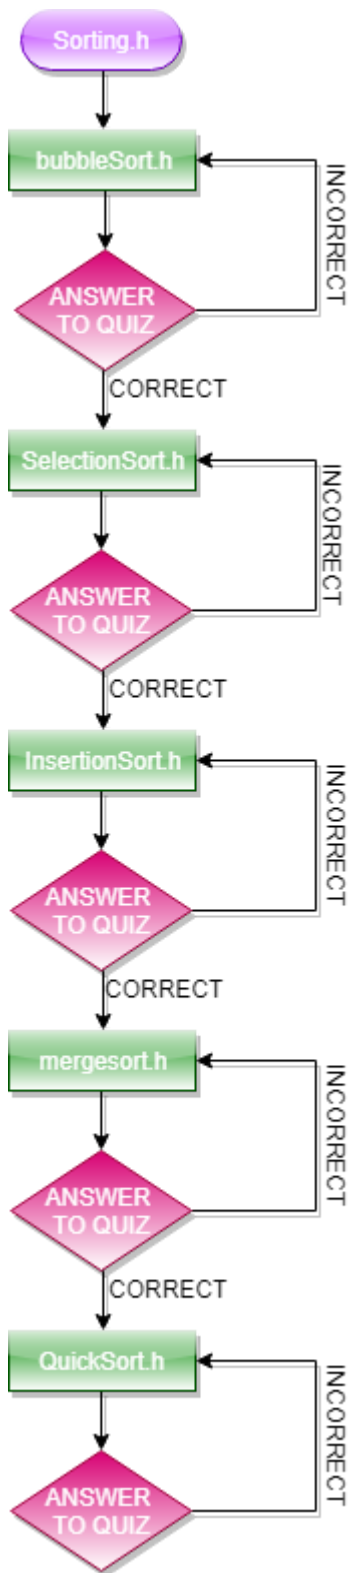 Sorting.h
bubbleSort.h
INCORRECT
ANSWER
TO QUIZ
CORRECT
SelectionSort.h
INCORRECT
ANSWER
TO QUIZ
CORRECT
InsertionSort.h
INCORRECT
ANSWER
TO QUIZ
CORRECT
mergesort.h
INCORRECT
ANSWER
TO QUIZ
CORRECT
QuickSort.h
INCORRECT
ANSWER
TO QUIZ